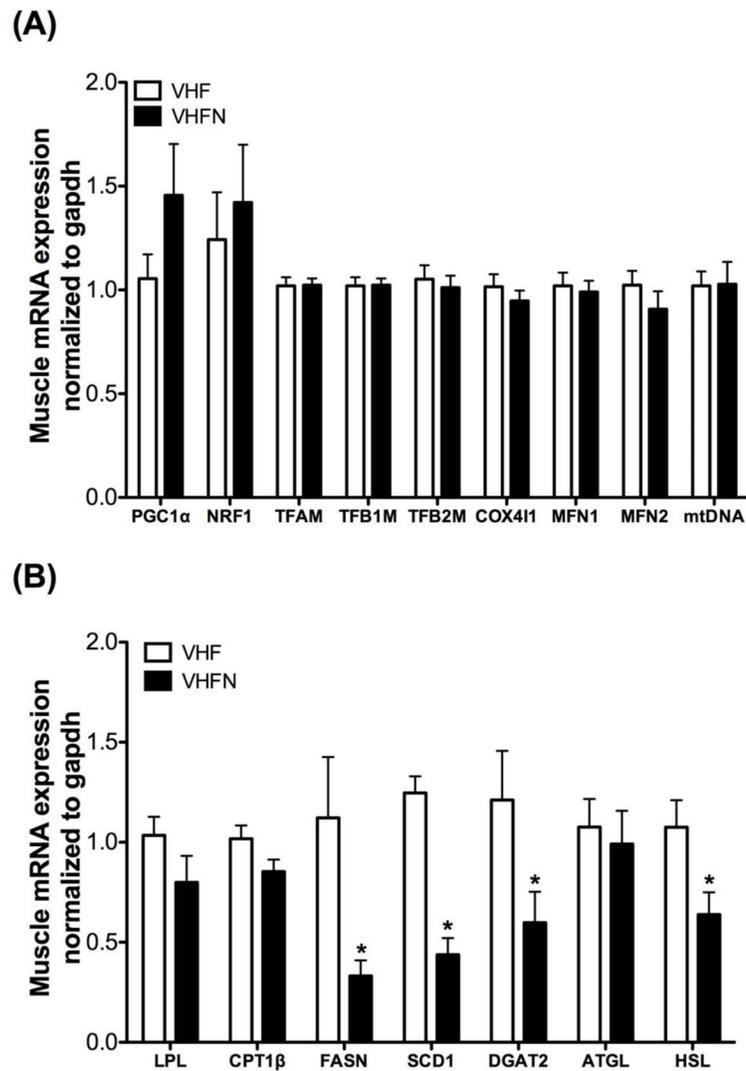 (A)
Muscle mRNA expression
normalized to gapdh
2.0
1.5
1.0
0.5
0.0
VHF
VHFN
PGC1α NRF1 TFAM TFB1M TFB2M COX4I1 MFN1 MFN2 mtDNA
(B)
Muscle mRNA expression
normalized to gapdh
2.0
1.5
1.0
0.5
0.0
VHF
VHFN
* * * *
LPL CPT1β FASN SCD1 DGAT2 ATGL HSL